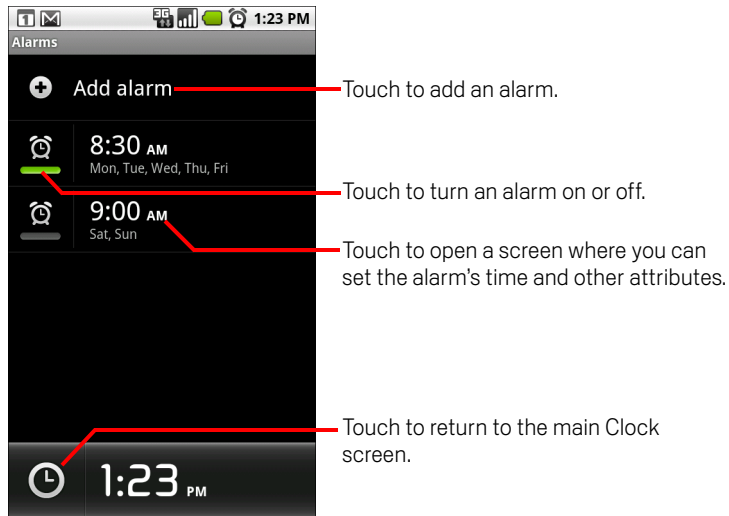 1 3G 1:23 PM
Alarms
Add alarm
Touch to add an alarm.
8:30 AM
Mon, Tue, Wed, Thu, Fri
Touch to turn an alarm on or off.
9:00 AM
Sat, Sun
Touch to open a screen where you can
set the alarm's time and other attributes.
Touch to return to the main Clock
screen.
1:23 PM